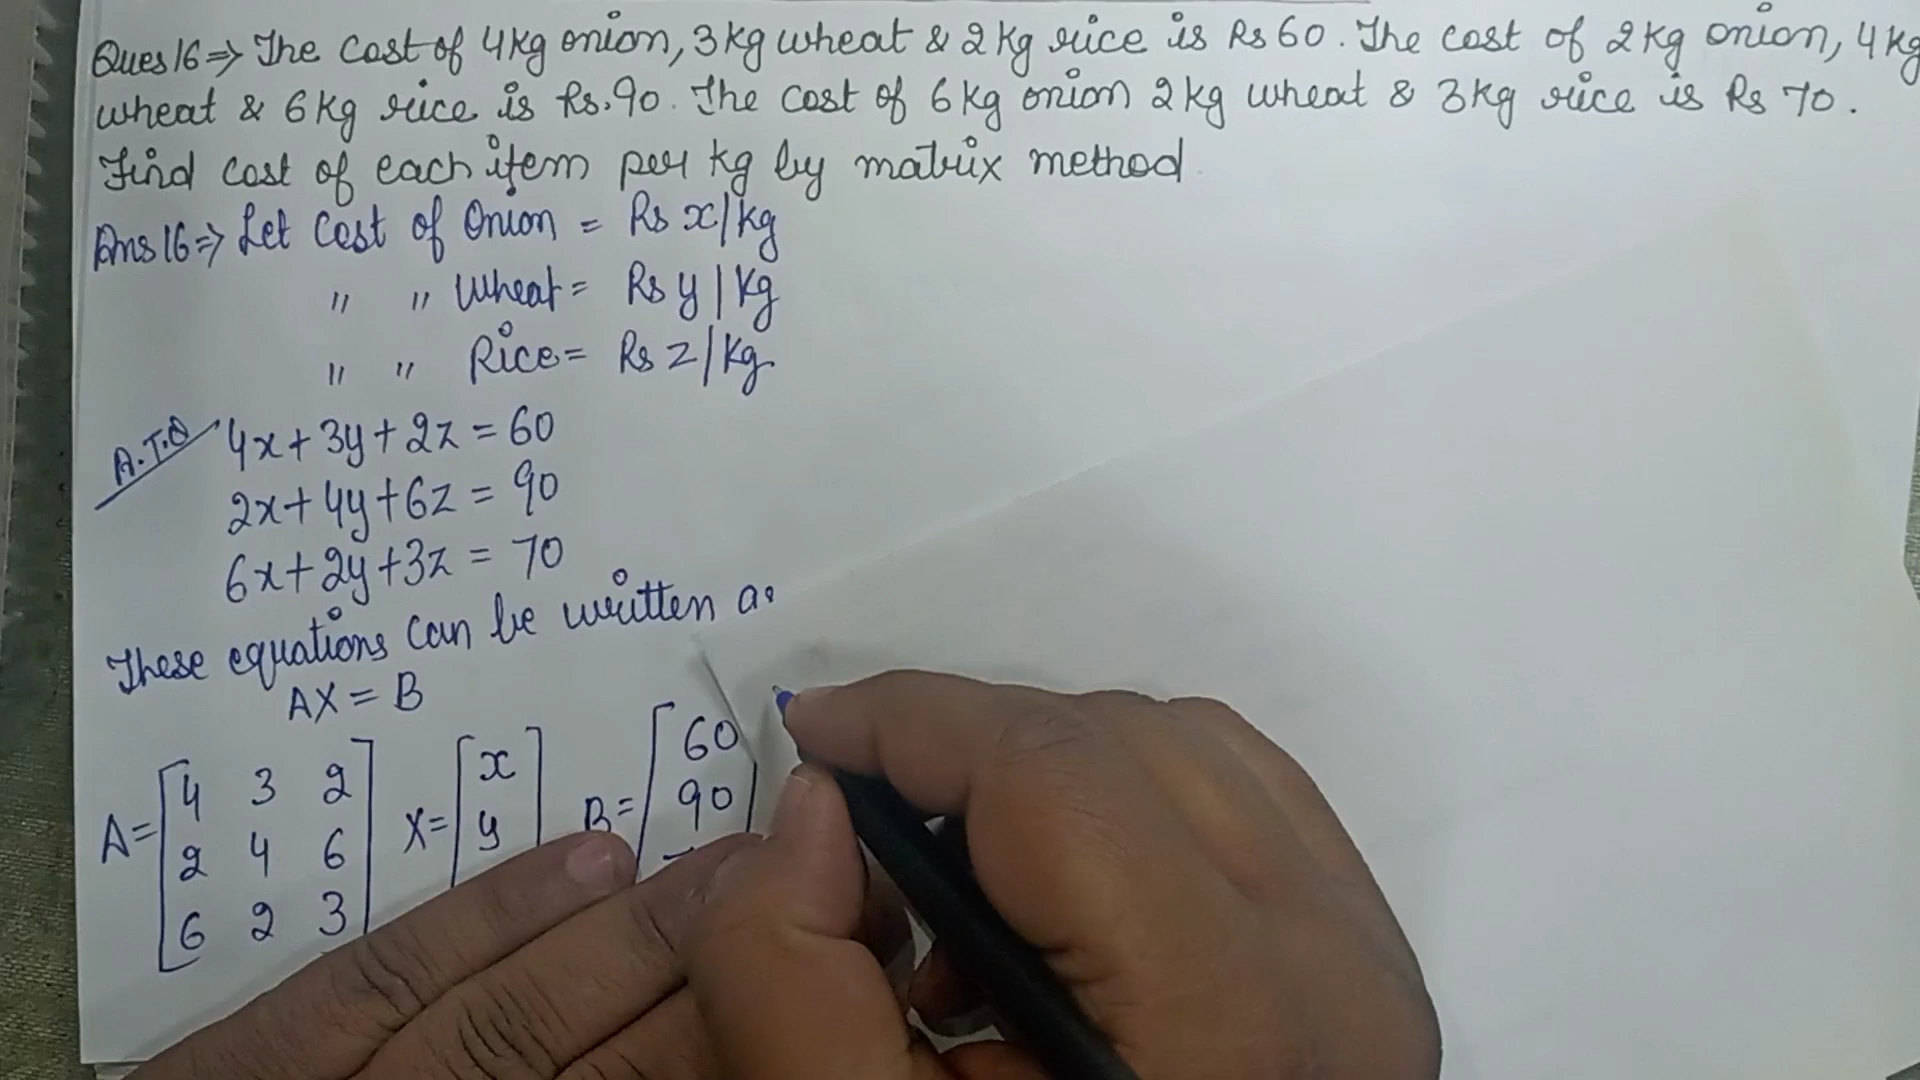 Ques 16 ⇒ The cost of 4kg onion, 3kg wheat & 2kg rice is Rs 60. The cost of 2kg onion, 4kg
wheat & 6kg rice is Rs. 90. The cost of 6kg onion 2kg wheat & 3kg rice is Rs 70.
Find cost of each item per kg by matrix method
Ans 16 ⇒ Let Cost of Onion = Rs x/kg
" " Wheat = Rs y/kg
" " Rice = Rs z/kg
A.T.Q 4x + 3y + 2z = 60
2x + 4y + 6z = 90
6x + 2y + 3z = 70
These equations can be written as
AX = B
A = [4 3 2 X = [x B = [60
2 4 6 y 90
6 2 3]